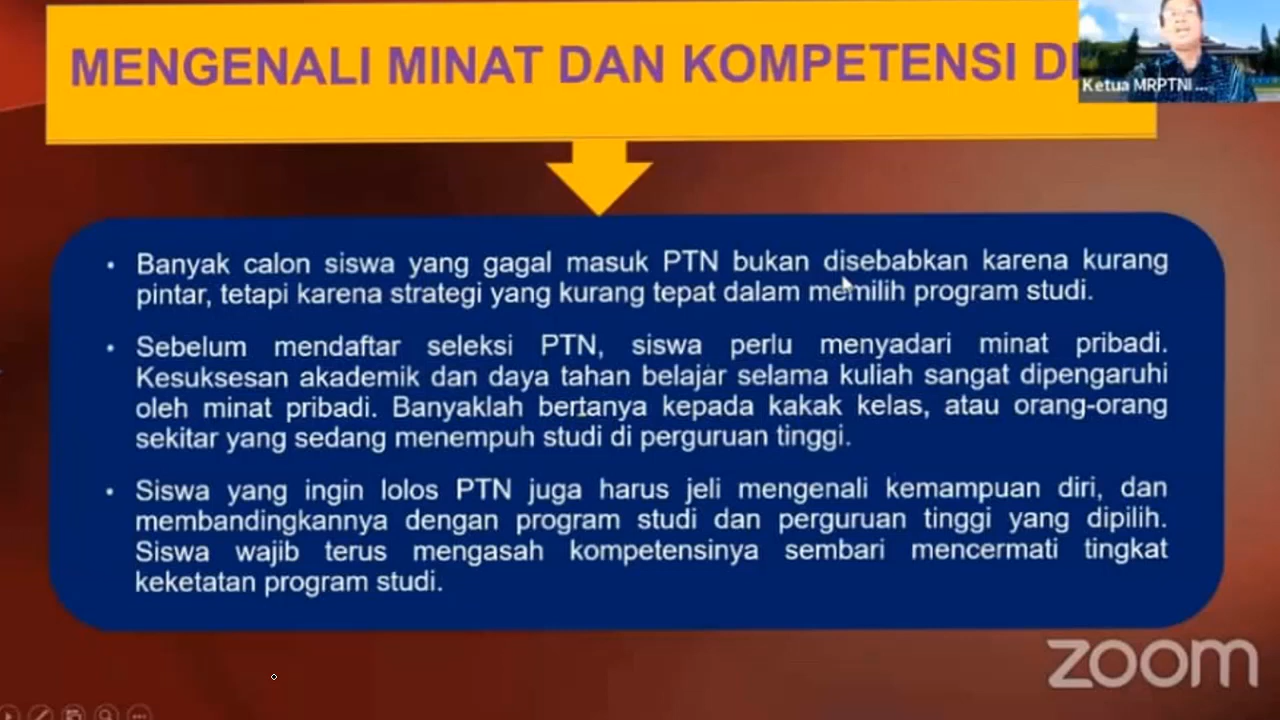 MENGENALI MINAT DAN KOMPETENSI DI
Ketua MRPTNI ...
Banyak calon siswa yang gagal masuk PTN bukan disebabkan karena kurang
pintar, tetapi karena strategi yang kurang tepat dalam memilih program studi.
Sebelum mendaftar seleksi PTN, siswa perlu menyadari minat pribadi.
Kesuksesan akademik dan daya tahan belajar selama kuliah sangat dipengaruhi
oleh minat pribadi. Banyaklah bertanya kepada kakak kelas, atau orang-orang
sekitar yang sedang menempuh studi di perguruan tinggi.
Siswa yang ingin lolos PTN juga harus jeli mengenali kemampuan diri, dan
membandingkannya dengan program studi dan perguruan tinggi yang dipilih.
Siswa wajib terus mengasah kompetensinya sembari mencermati tingkat
keketatan program studi.
zoom